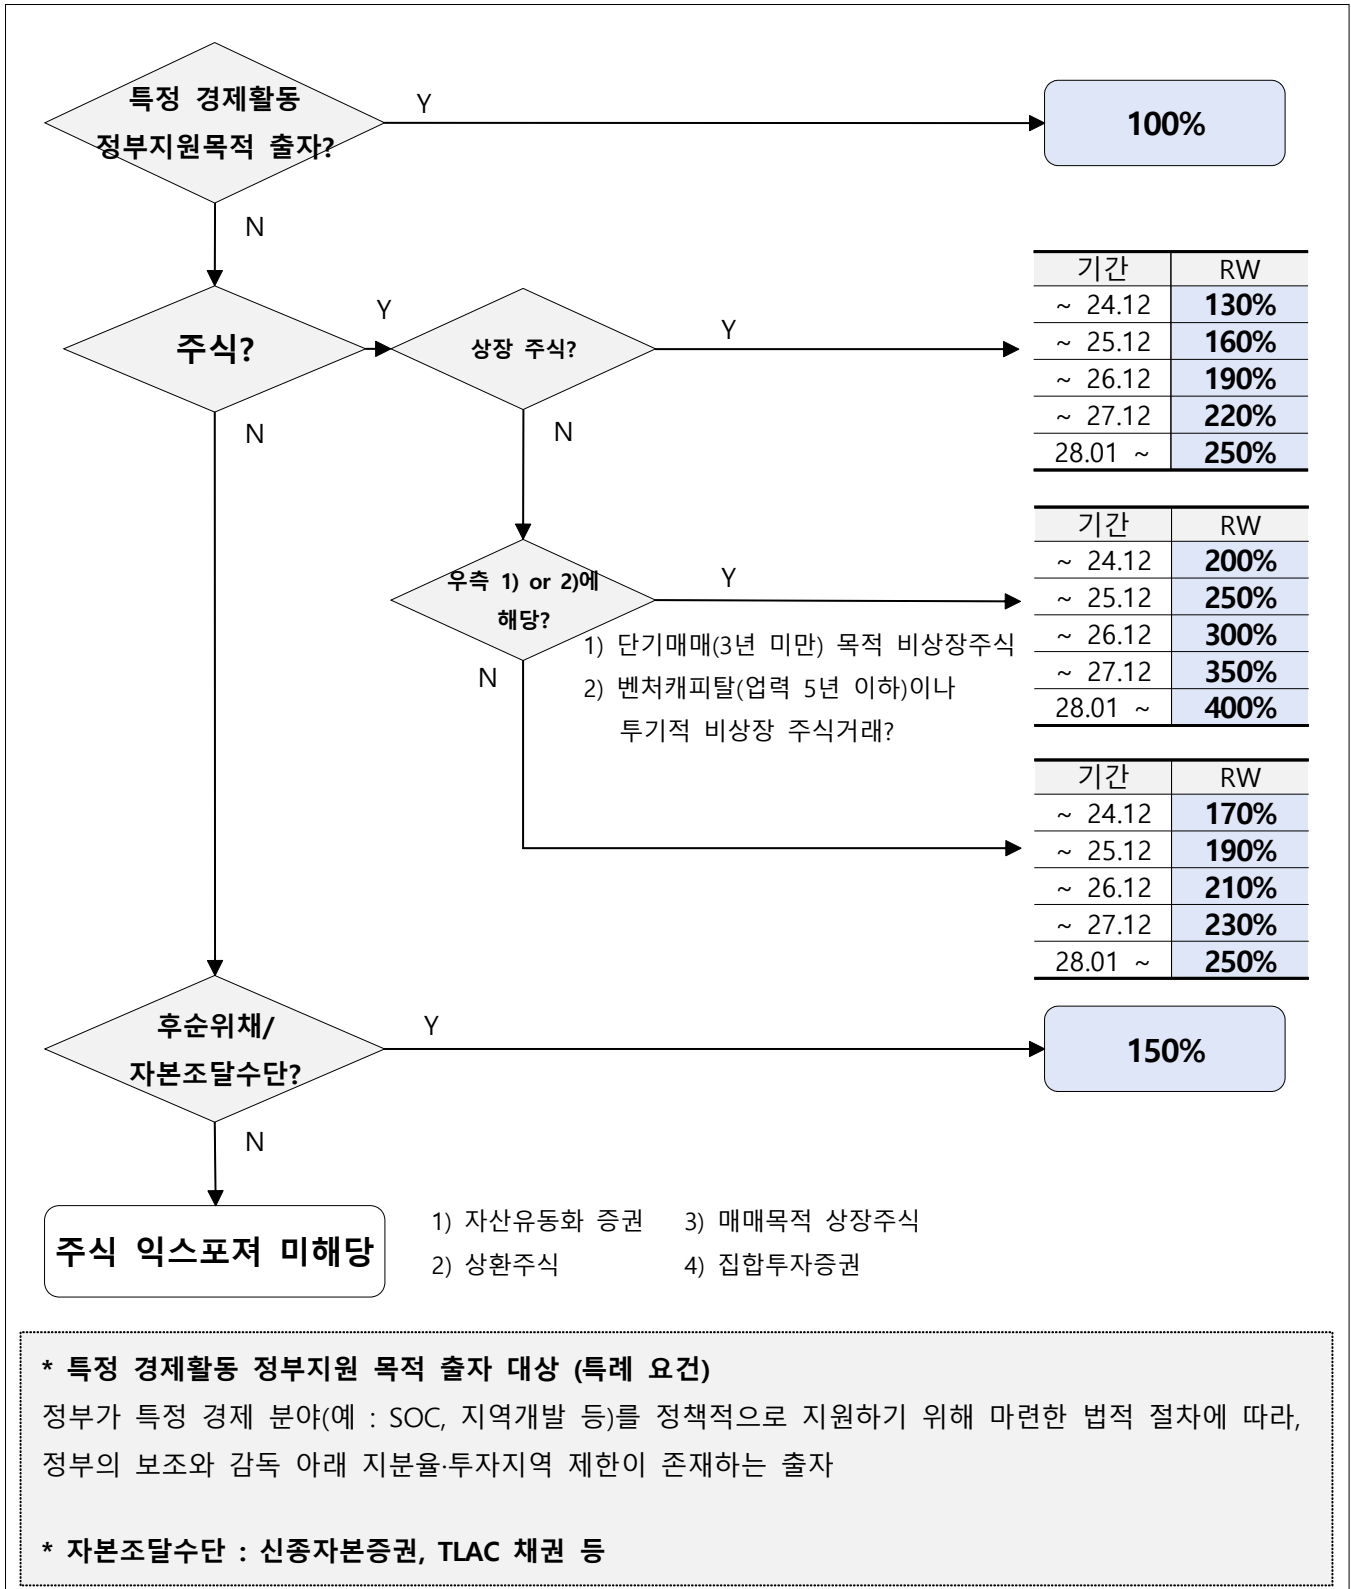 특정 경제활동
정부지원목적 출자?
Y
100%
N
주식?
Y
상장 주식?
Y
기간 RW
~ 24.12 130%
~ 25.12 160%
~ 26.12 190%
~ 27.12 220%
28.01 ~ 250%
N
N
우측 1) or 2)에
해당?
Y
1) 단기매매(3년 미만) 목적 비상장주식
2) 벤처캐피탈(업력 5년 이하)이나
투기적 비상장 주식거래?
기간 RW
~ 24.12 200%
~ 25.12 250%
~ 26.12 300%
~ 27.12 350%
28.01 ~ 400%
N
기간 RW
~ 24.12 170%
~ 25.12 190%
~ 26.12 210%
~ 27.12 230%
28.01 ~ 250%
후순위채/
자본조달수단?
Y
150%
N
주식 익스포져 미해당
1) 자산유동화 증권 3) 매매목적 상장주식
2) 상환주식 4) 집합투자증권
* 특정 경제활동 정부지원 목적 출자 대상 (특례 요건)
정부가 특정 경제 분야(예 : SOC, 지역개발 등)를 정책적으로 지원하기 위해 마련한 법적 절차에 따라,
정부의 보조와 감독 아래 지분율·투자지역 제한이 존재하는 출자
* 자본조달수단 : 신종자본증권, TLAC 채권 등